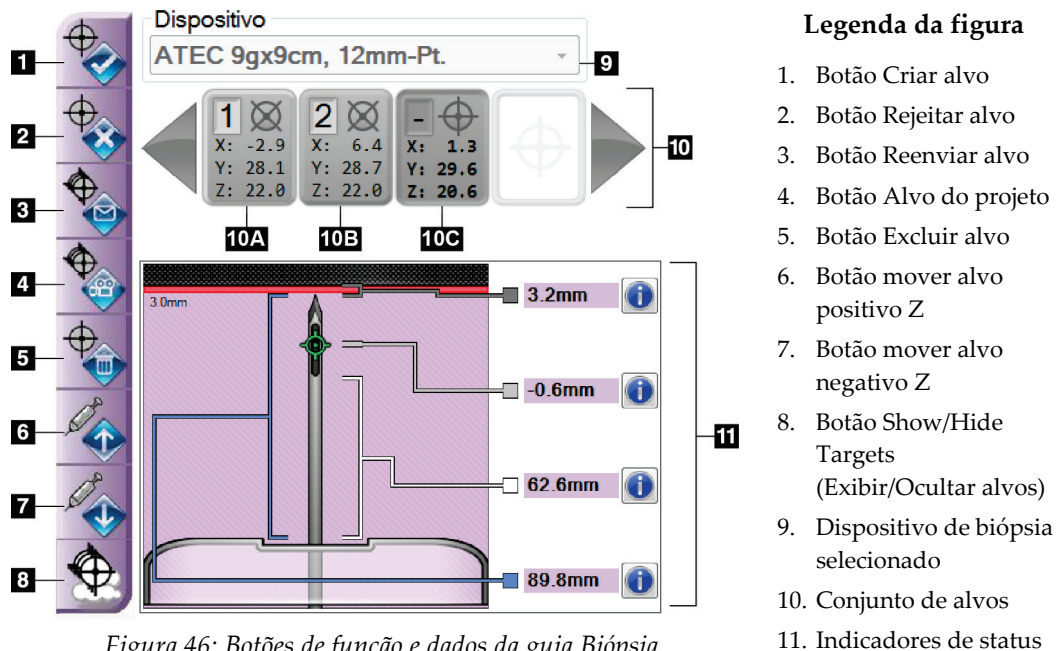 Dispositivo
ATEC 9gx9cm, 12mm-Pt.
1
2
3
4
5
6
7
8
9
1
X: -2.9
Y: 28.1
Z: 22.0
2
X: 6.4
Y: 28.7
Z: 22.0
-
X: 1.3
Y: 29.6
Z: 20.6
10
10A
10B
10C
3.0mm
3.2mm
-0.6mm
62.6mm
89.8mm
11
Figura 46: Botões de função e dados da guia Biópsia
Legenda da figura
1. Botão Criar alvo
2. Botão Rejeitar alvo
3. Botão Reenviar alvo
4. Botão Alvo do projeto
5. Botão Excluir alvo
6. Botão mover alvo
positivo Z
7. Botão mover alvo
negativo Z
8. Botão Show/Hide
Targets
(Exibir/Ocultar alvos)
9. Dispositivo de biópsia
selecionado
10. Conjunto de alvos
11. Indicadores de status